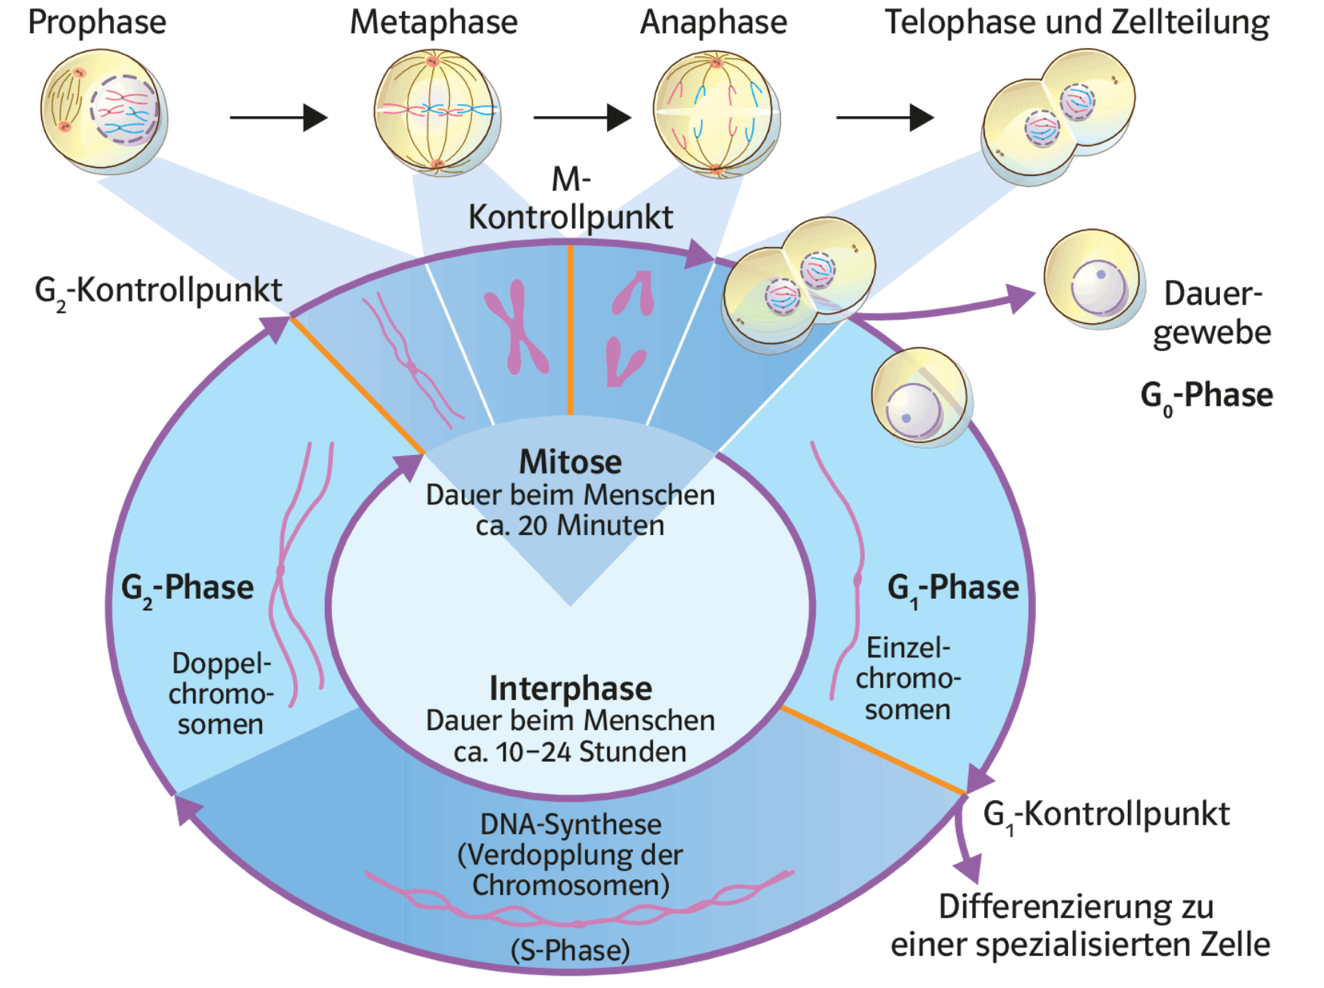 Prophase
Metaphase
Anaphase
Telophase und Zellteilung
M-
Kontrollpunkt
G₂-Kontrollpunkt
Dauer-
gewebe
G₀-Phase
Mitose
Dauer beim Menschen
ca. 20 Minuten
G₂-Phase
Doppel-
chromo-
somen
G₁-Phase
Einzel-
chromo-
somen
Interphase
Dauer beim Menschen
ca. 10–24 Stunden
G₁-Kontrollpunkt
DNA-Synthese
(Verdopplung der
Chromosomen)
(S-Phase)
Differenzierung zu
einer spezialisierten Zelle